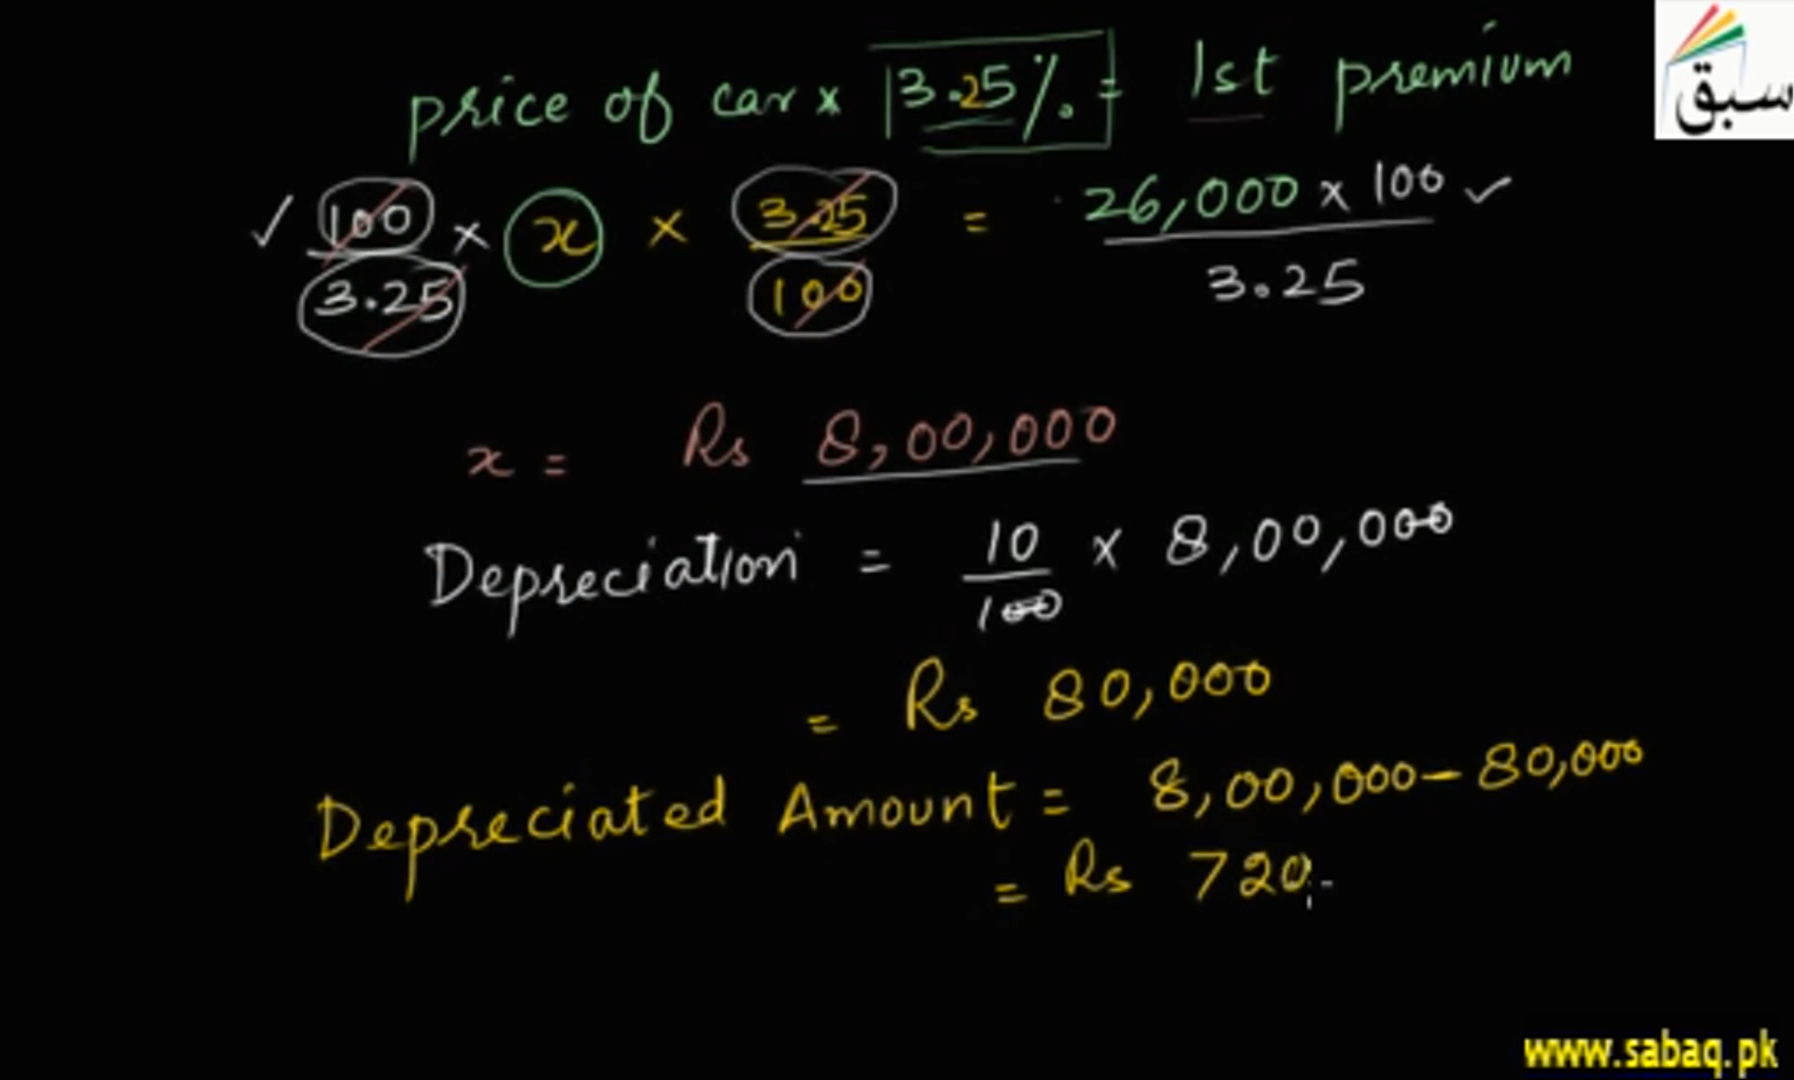 price of car x 3.25% = 1st premium
سبق
✓ 100/3.25 x x x 3.25/100 = 26,000 x 100/3.25 ✓
x = Rs 8,00,000
Depreciation = 10/100 x 8,00,000
= Rs 80,000
Depreciated Amount = 8,00,000 - 80,000
= Rs 720,
www.sabaq.pk